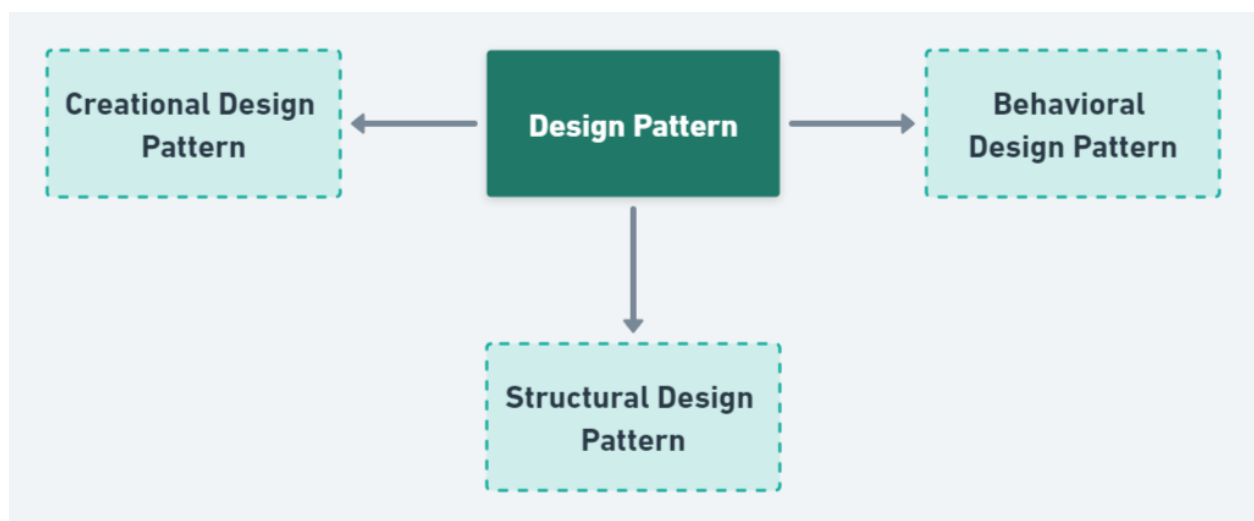 Creational Design
Pattern
Design Pattern
Behavioral
Design Pattern
Structural Design
Pattern